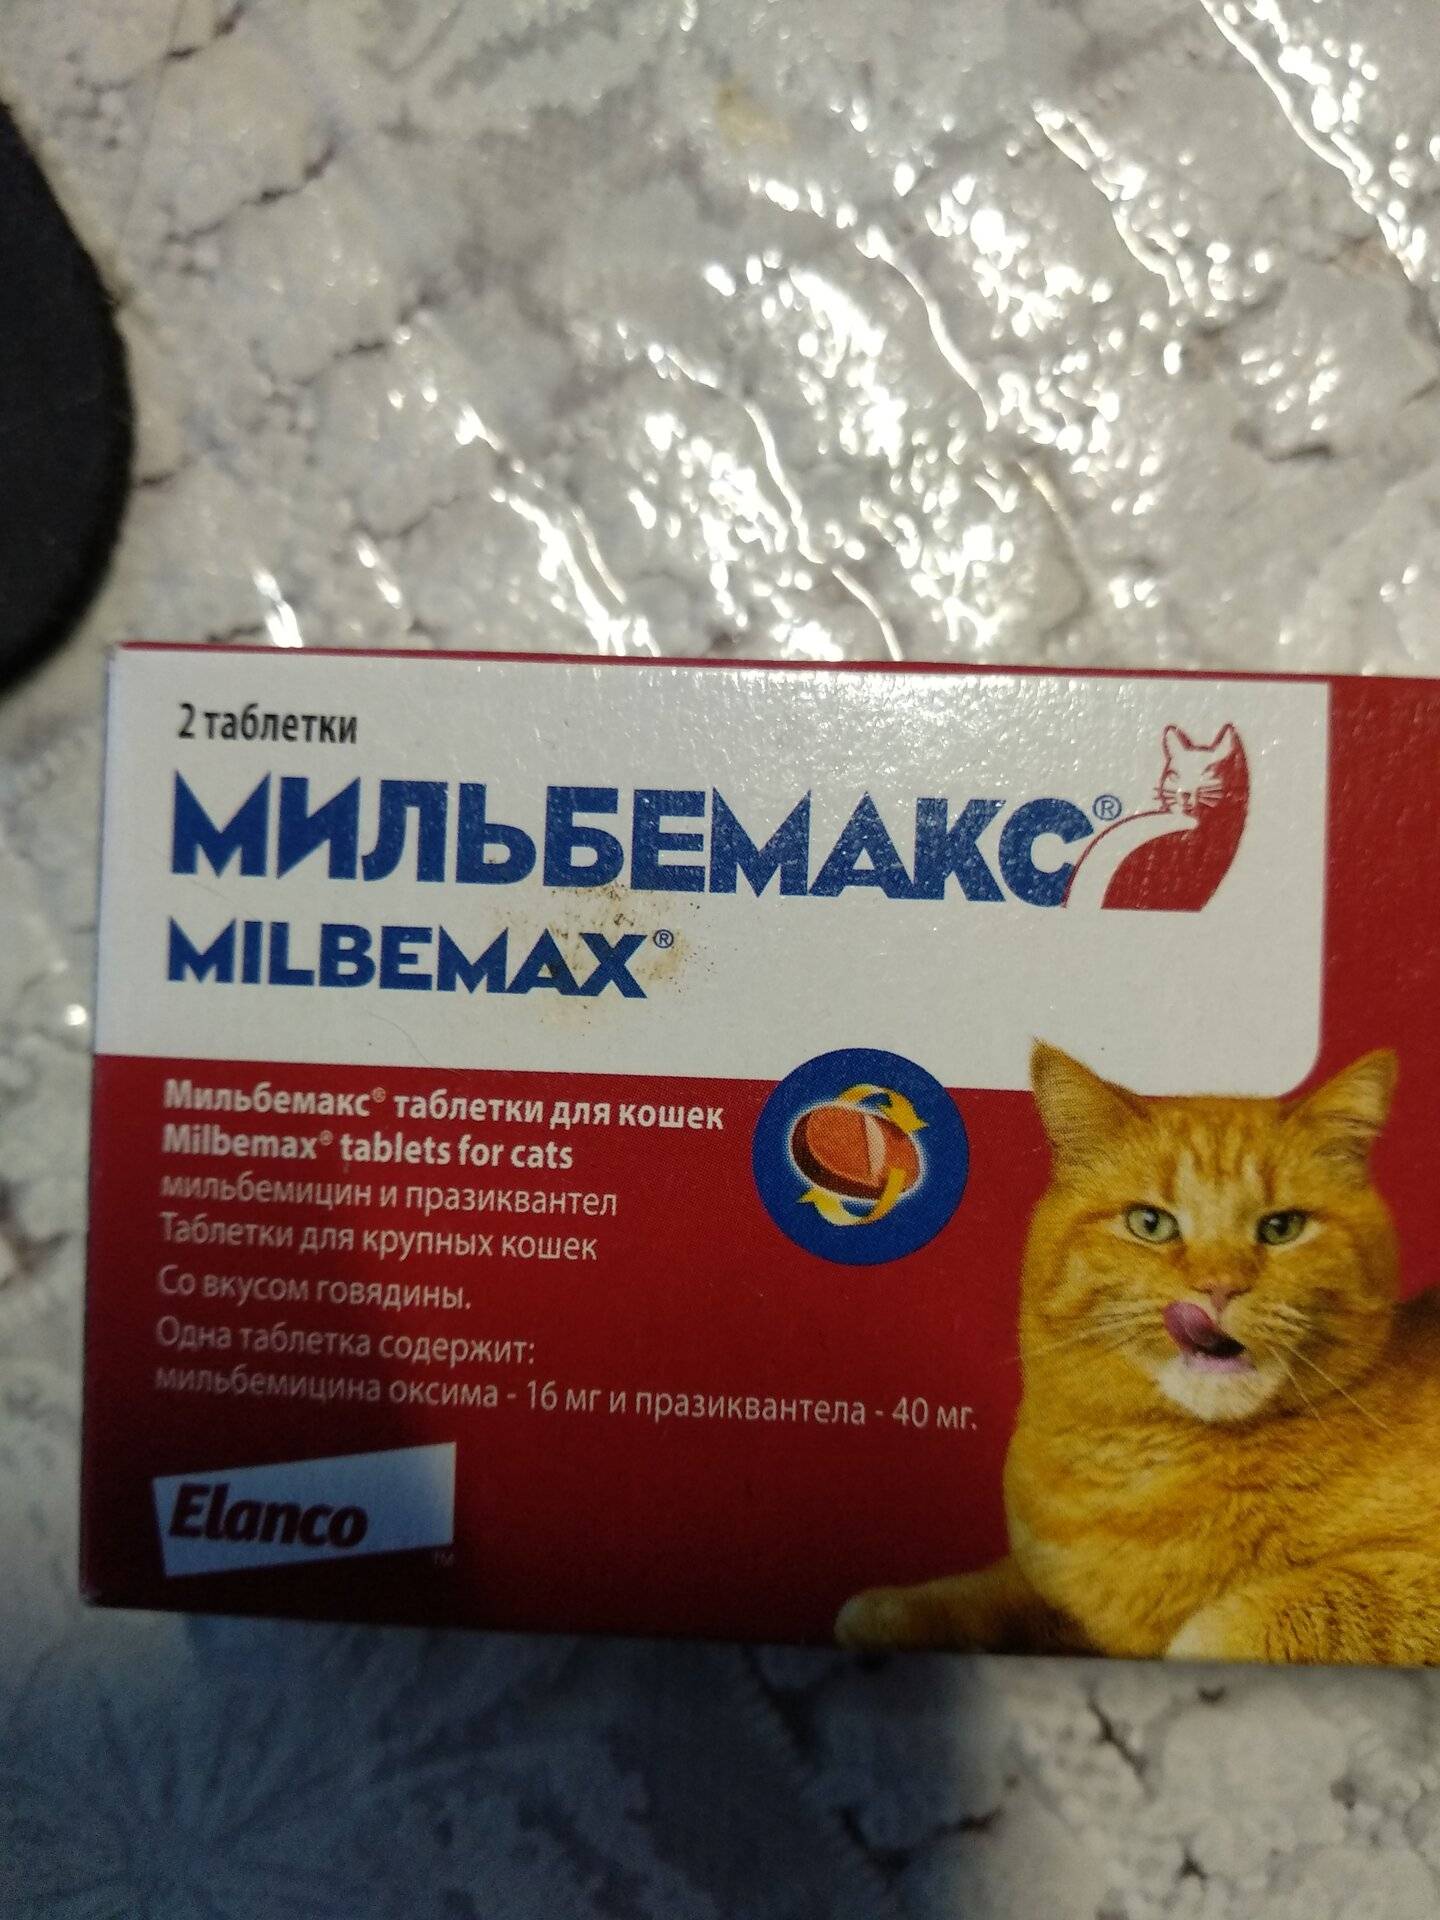 2 таблетки
МИЛЬБЕМАКС®
MILBEMAX®
Мильбемакс® таблетки для кошек
Milbemax® tablets for cats
мильбемицин и празиквантел
Таблетки для крупных кошек
Со вкусом говядины.
Одна таблетка содержит:
мильбемицина оксима - 16 мг и празиквантела - 40 мг.
Elanco™